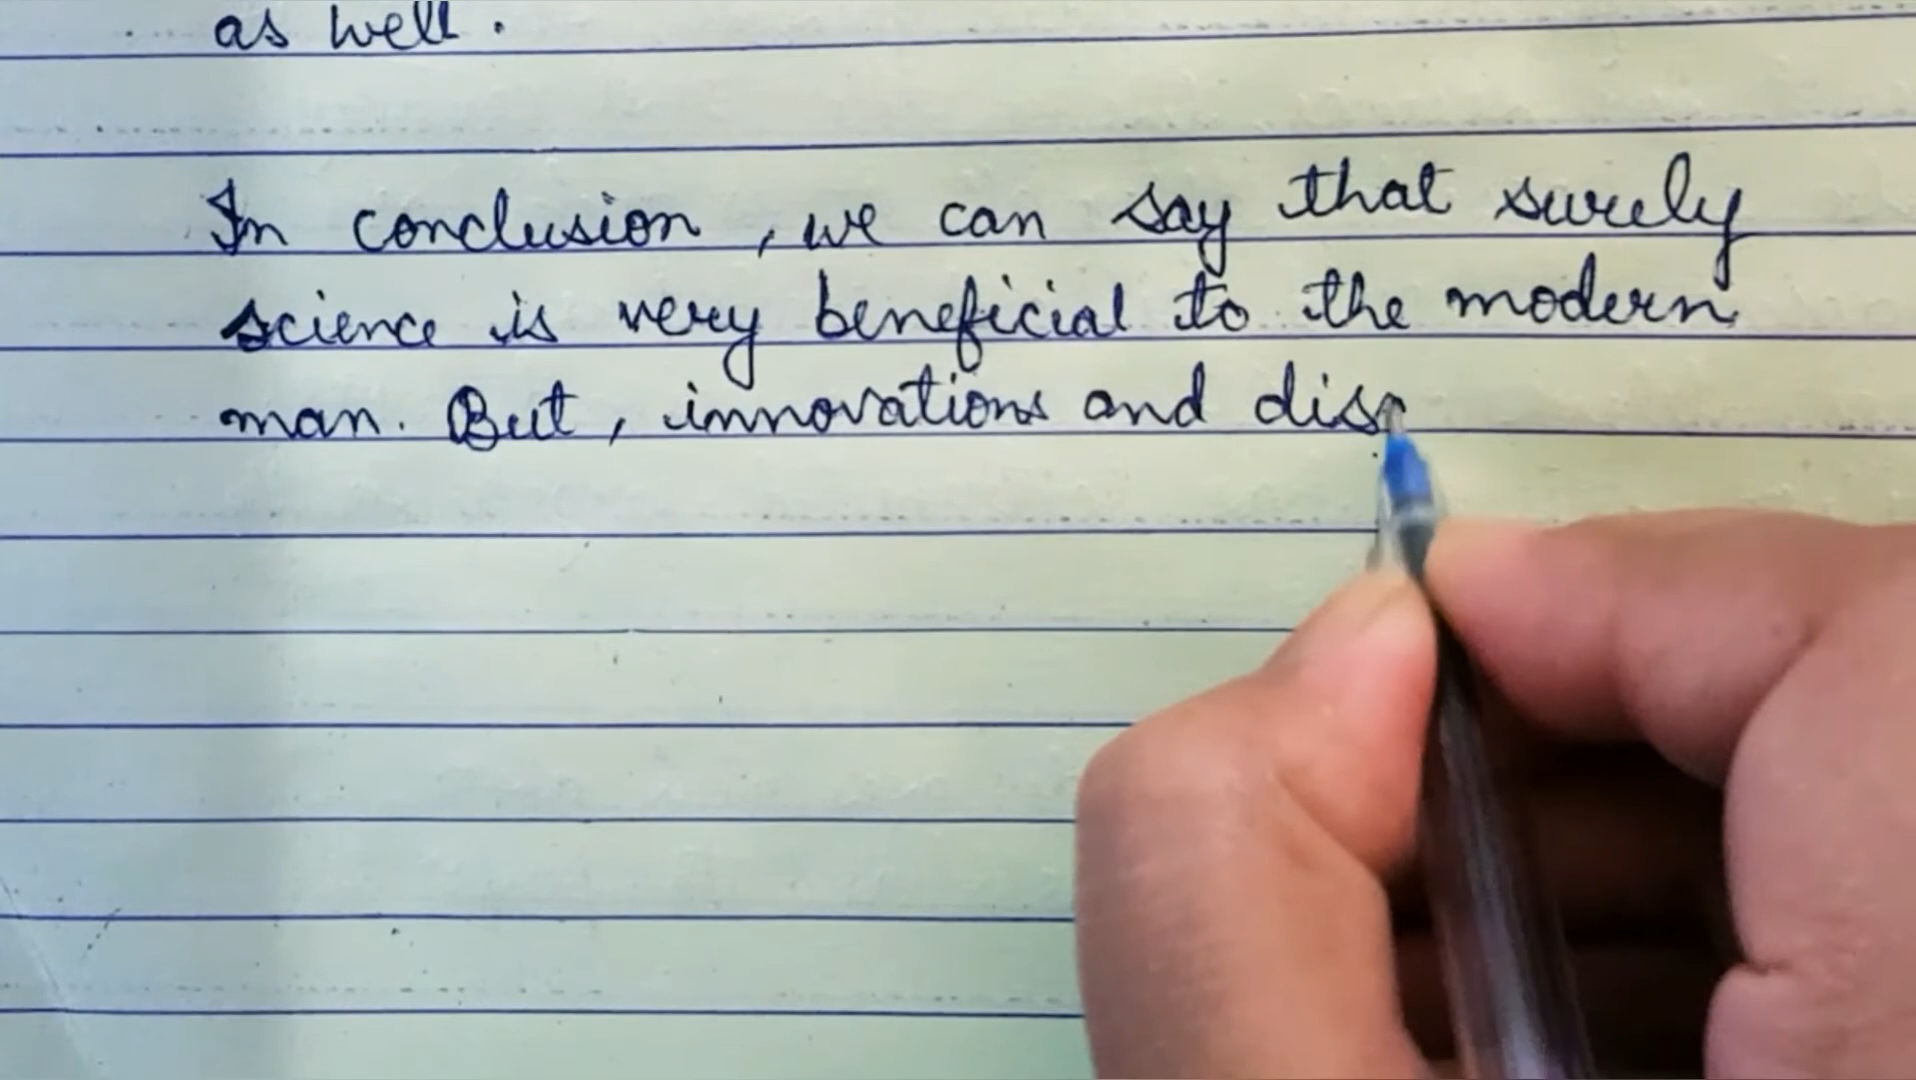 as well.
In conclusion, we can say that surely
science is very beneficial to the modern
man. But, innovations and dis